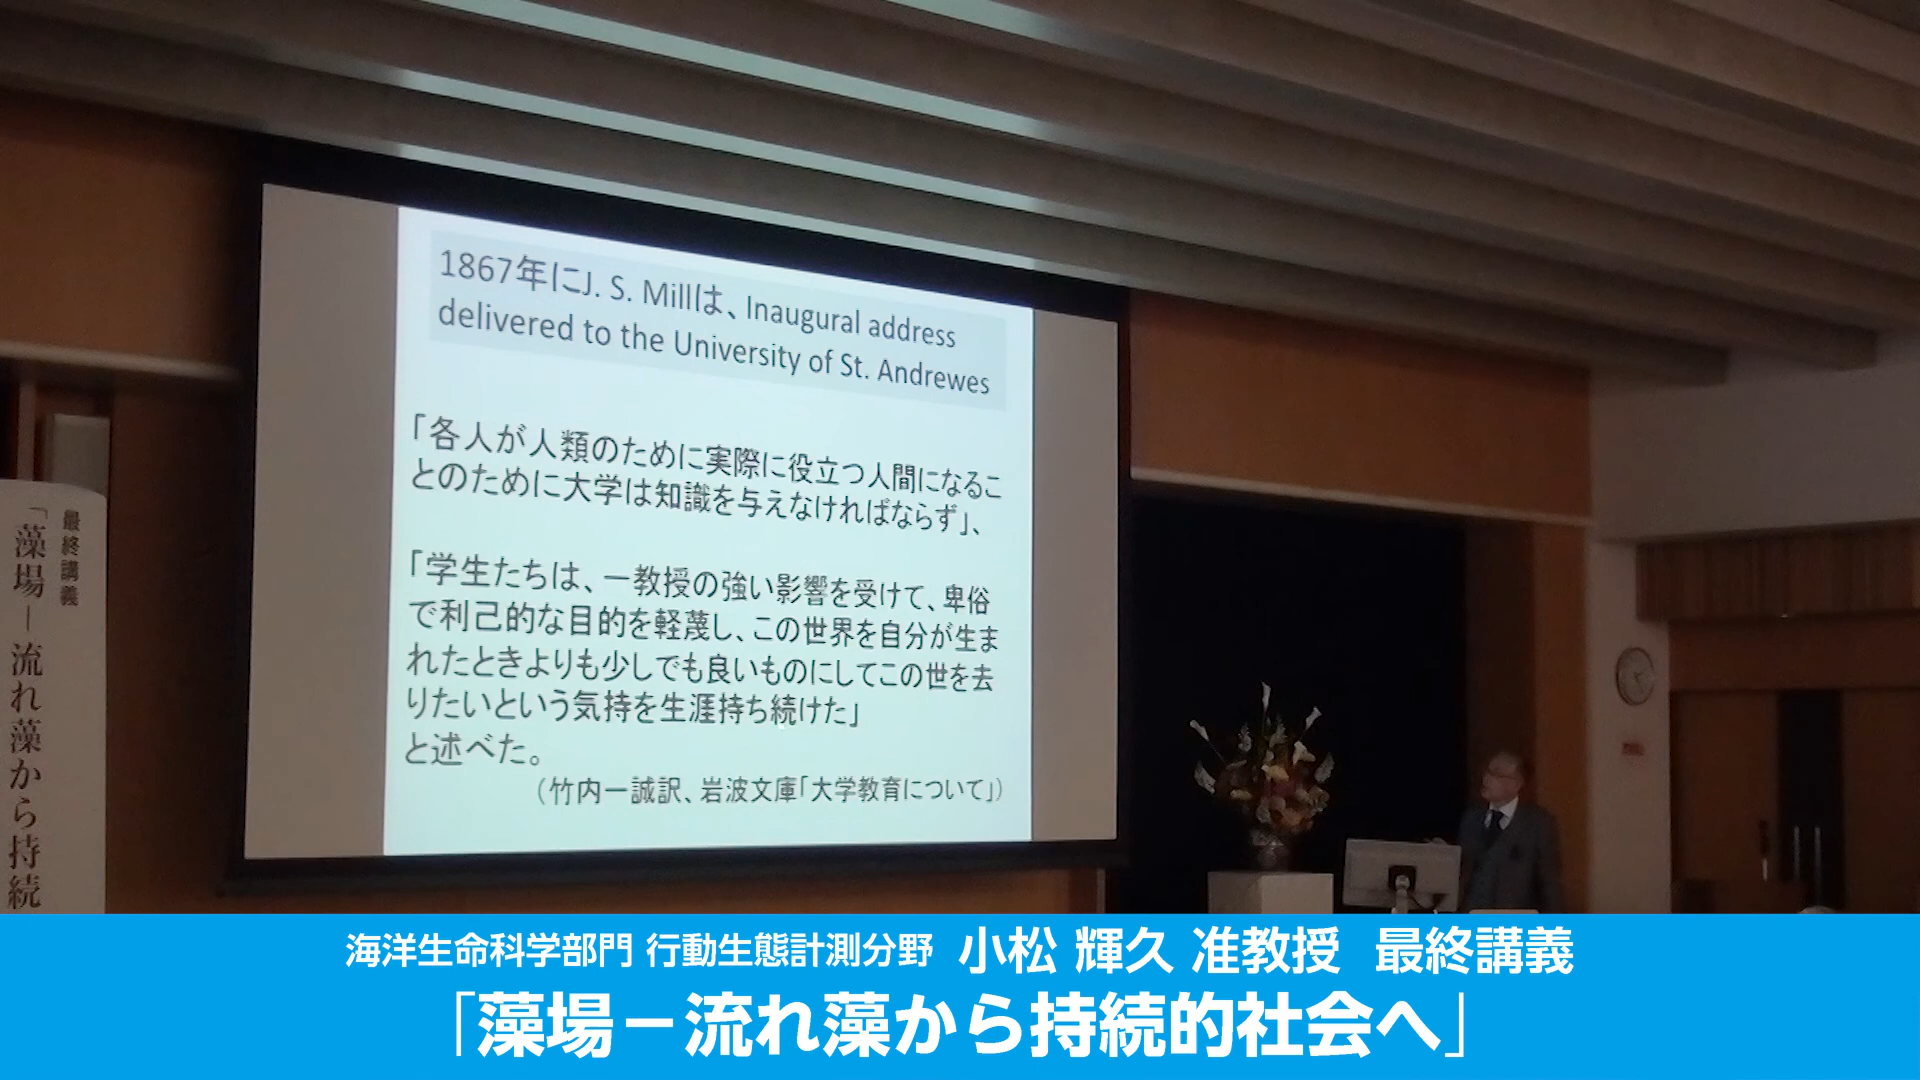 1867年にJ. S. Millは、Inaugural address
delivered to the University of St. Andrewes
「各人が人類のために実際に役立つ人間になるこ
とのために大学は知識を与えなければならず」、
「学生たちは、一教授の強い影響を受けて、卑俗
で利己的な目的を軽蔑し、この世界を自分が生ま
れたときよりも少しでも良いものにしてこの世を去
りたいという気持を生涯持ち続けた」
と述べた。
（竹内一誠訳、岩波文庫「大学教育について」）
最終講義
「藻場－流れ藻から持続
海洋生命科学部門 行動生態計測分野 小松 輝久 准教授 最終講義
「藻場－流れ藻から持続的社会へ」